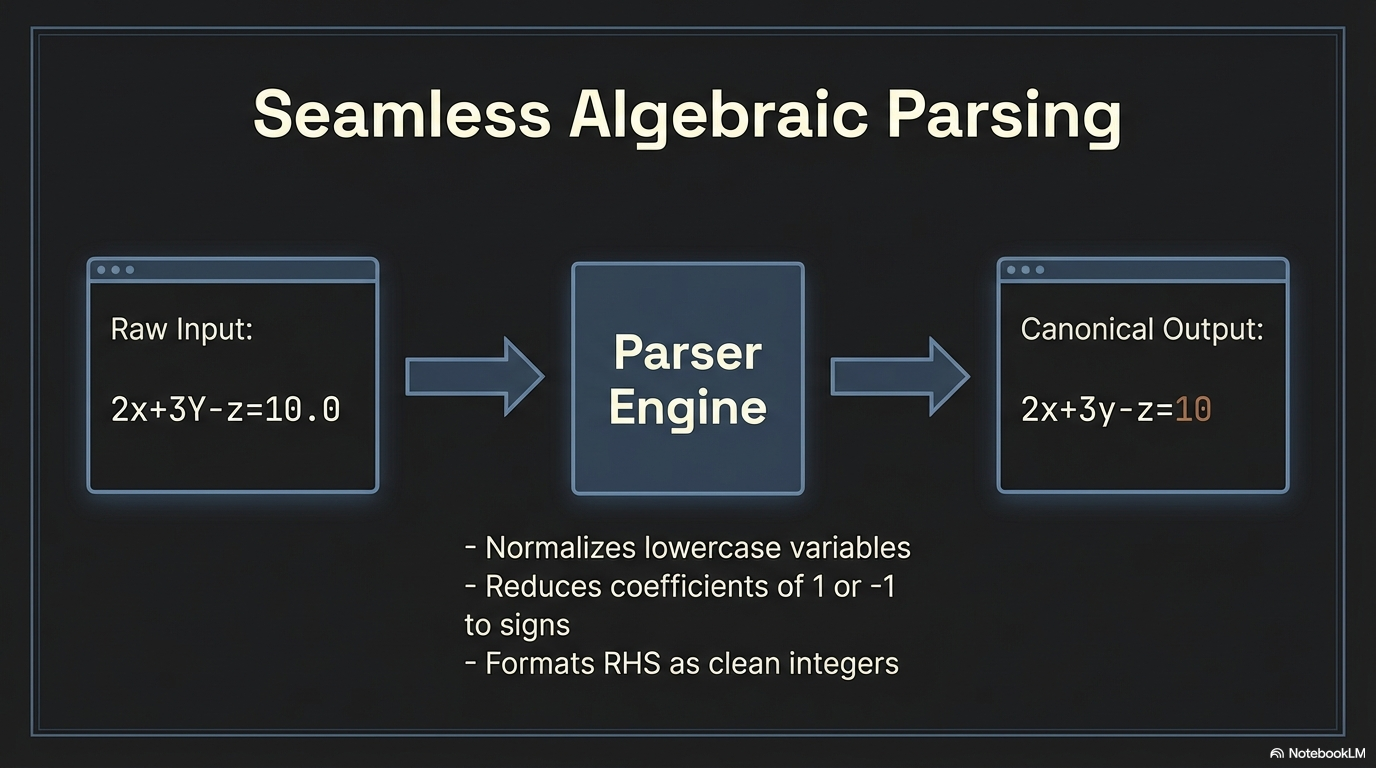 Seamless Algebraic Parsing
Raw Input:
2x+3Y-z=10.0
Parser
Engine
Canonical Output:
2x+3y-z=10
- Normalizes lowercase variables
- Reduces coefficients of 1 or -1
to signs
- Formats RHS as clean integers
NotebookLM